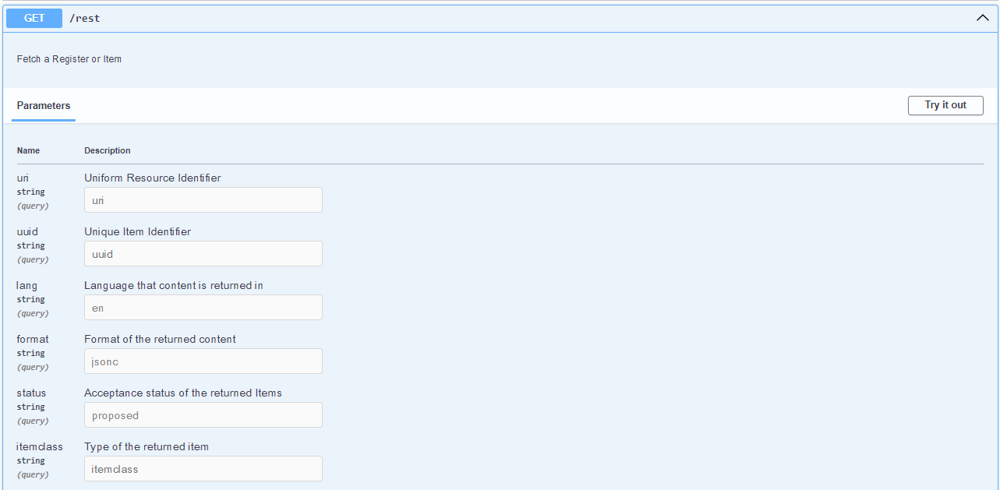 GET /rest
Fetch a Register or Item
Parameters
Try it out
Name Description
uri Uniform Resource Identifier
string
(query)
uri
uuid Unique Item Identifier
string
(query)
uuid
lang Language that content is returned in
string
(query)
en
format Format of the returned content
string
(query)
jsonc
status Acceptance status of the returned Items
string
(query)
proposed
itemclass Type of the returned item
string
(query)
itemclass